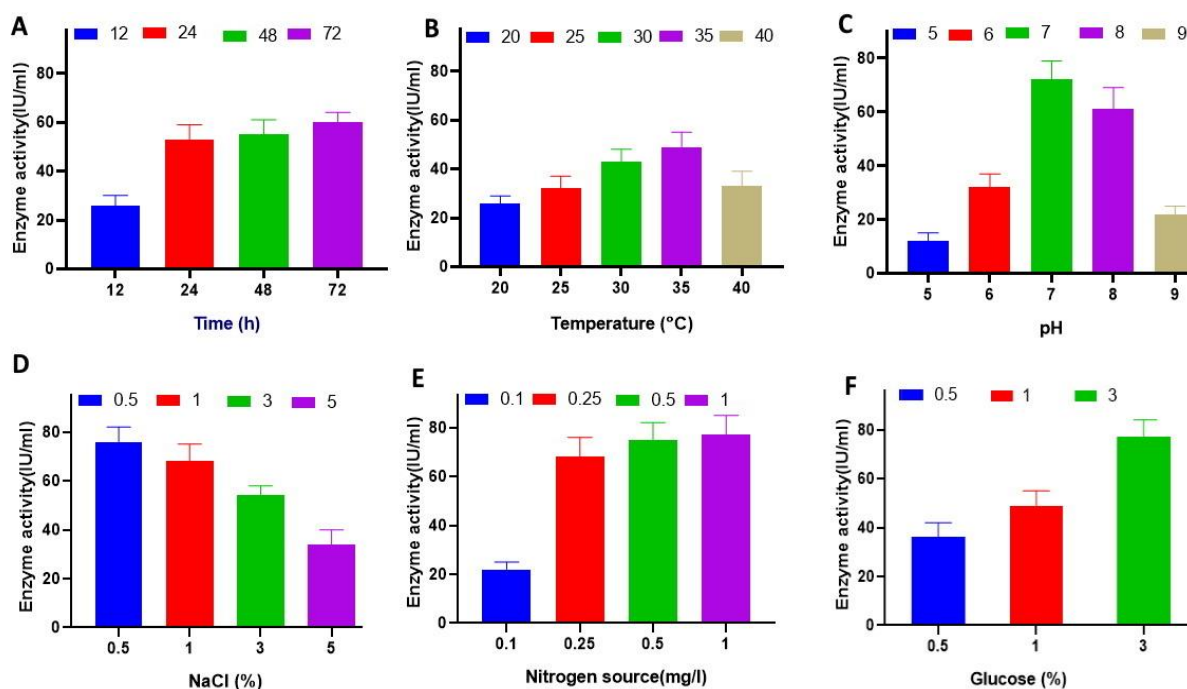 A
12 24 48 72
Enzyme activity(IU/ml)
80
60
40
20
0
12 24 48 72
Time (h)
B
20 25 30 35 40
Enzyme activity(IU/ml)
80
60
40
20
0
20 25 30 35 40
Temperature (°C)
C
5 6 7 8 9
Enzyme activity(IU/ml)
80
60
40
20
0
5 6 7 8 9
pH
D
0.5 1 3 5
Enzyme activity(IU/ml)
80
60
40
20
0
0.5 1 3 5
NaCl (%)
E
0.1 0.25 0.5 1
Enzyme activity(IU/ml)
80
60
40
20
0
0.1 0.25 0.5 1
Nitrogen source(mg/l)
F
0.5 1 3
Enzyme activity(IU/ml)
80
60
40
20
0
0.5 1 3
Glucose (%)